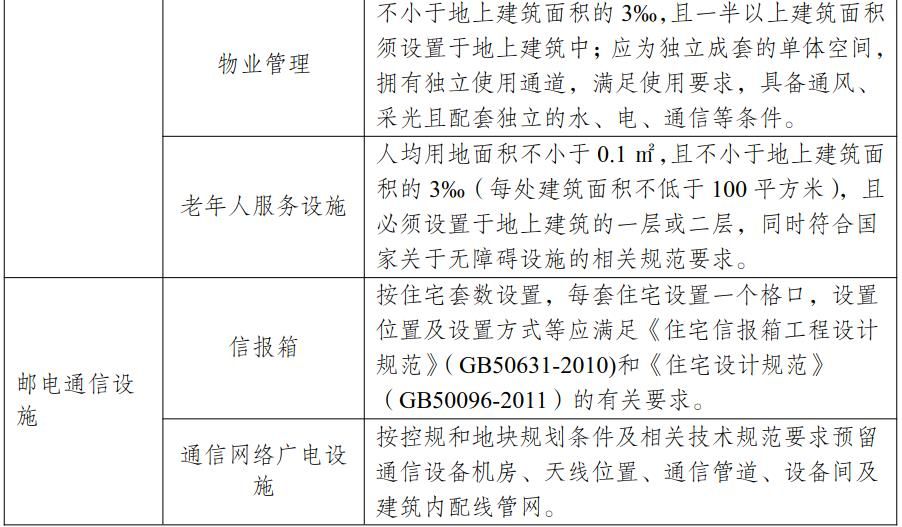 物业管理
不小于地上建筑面积的 3‰,且一半以上建筑面积
须设置于地上建筑中；应为独立成套的单体空间，
拥有独立使用通道，满足使用要求，具备通风、
采光且配套独立的水、电、通信等条件。
老年人服务设施
人均用地面积不小于 0.1 ㎡,且不小于地上建筑面
积的 3‰（每处建筑面积不低于 100 平方米），且
必须设置于地上建筑的一层或二层，同时符合国
家关于无障碍设施的相关规范要求。
邮电通信设
施
信报箱
按住宅套数设置，每套住宅设置一个格口，设置
位置及设置方式等应满足《住宅信报箱工程设计
规范》（GB50631-2010)和《住宅设计规范》
（GB50096-2011）的有关要求。
通信网络广电设
施
按控规和地块规划条件及相关技术规范要求预留
通信设备机房、天线位置、通信管道、设备间及
建筑内配线管网。